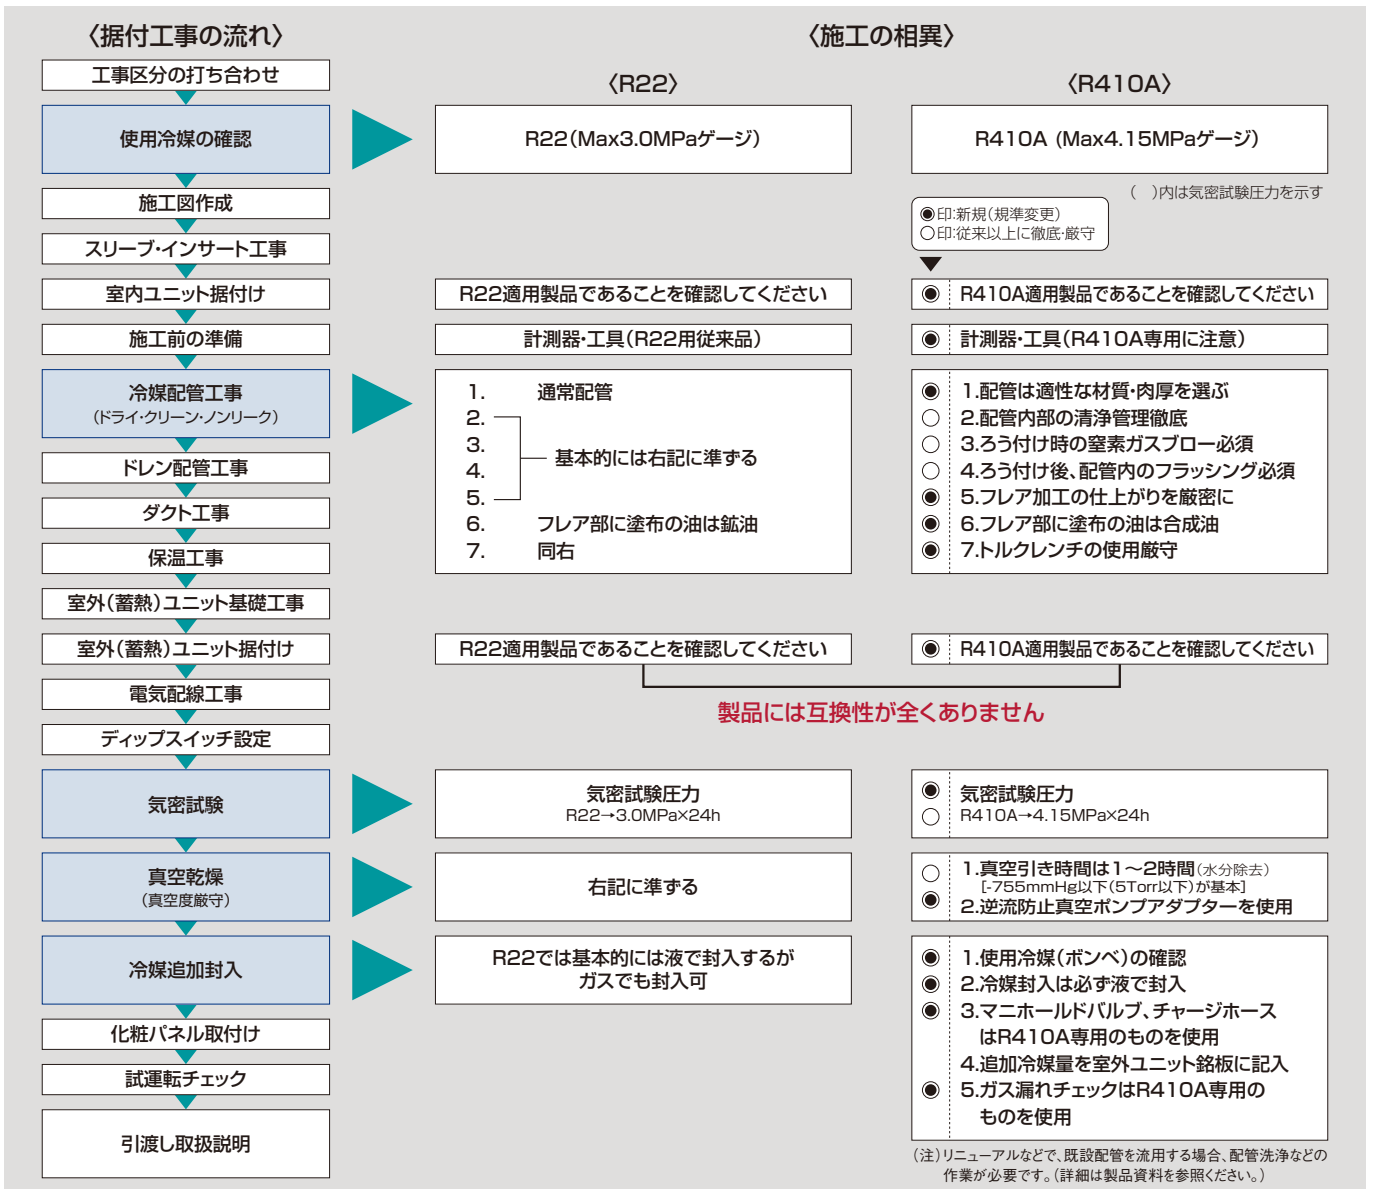 〈据付工事の流れ〉
〈施工の相異〉
工事区分の打ち合わせ
〈R22〉
〈R410A〉
使用冷媒の確認
R22（Max3.0MPaゲージ）
R410A (Max4.15MPaゲージ）
（　）内は気密試験圧力を示す
施工図作成
◉印:新規（規準変更）
○印:従来以上に徹底・厳守
スリーブ・インサート工事
室内ユニット据付け
R22適用製品であることを確認してください
◉ R410A適用製品であることを確認してください
施工前の準備
計測器・工具（R22用従来品）
◉ 計測器・工具（R410A専用に注意）
冷媒配管工事
（ドライ・クリーン・ノンリーク）
1. 通常配管
2.
3.
4.
5.
基本的には右記に準ずる
6. フレア部に塗布の油は鉱油
7. 同右
◉ 1.配管は適性な材質・肉厚を選ぶ
○ 2.配管内部の清浄管理徹底
○ 3.ろう付け時の窒素ガスブロー必須
○ 4.ろう付け後、配管内のフラッシング必須
◉ 5.フレア加工の仕上がりを厳密に
◉ 6.フレア部に塗布の油は合成油
◉ 7.トルクレンチの使用厳守
ドレン配管工事
ダクト工事
保温工事
室外（蓄熱）ユニット基礎工事
室外（蓄熱）ユニット据付け
R22適用製品であることを確認してください
◉ R410A適用製品であることを確認してください
製品には互換性が全くありません
電気配線工事
ディップスイッチ設定
気密試験
気密試験圧力
R22→3.0MPa×24h
◉ 気密試験圧力
○ R410A→4.15MPa×24h
真空乾燥
（真空度厳守）
右記に準ずる
○ 1.真空引き時間は1～2時間（水分除去）
[-755mmHg以下（5Torr以下）が基本]
◉ 2.逆流防止真空ポンプアダプターを使用
冷媒追加封入
R22では基本的には液で封入するが
ガスでも封入可
◉ 1.使用冷媒（ボンベ）の確認
◉ 2.冷媒封入は必ず液で封入
◉ 3.マニホールドバルブ、チャージホース
はR410A専用のものを使用
4.追加冷媒量を室外ユニット銘板に記入
◉ 5.ガス漏れチェックはR410A専用の
ものを使用
化粧パネル取付け
試運転チェック
引渡し取扱説明
（注）リニューアルなどで、既設配管を流用する場合、配管洗浄などの
作業が必要です。（詳細は製品資料を参照ください。）